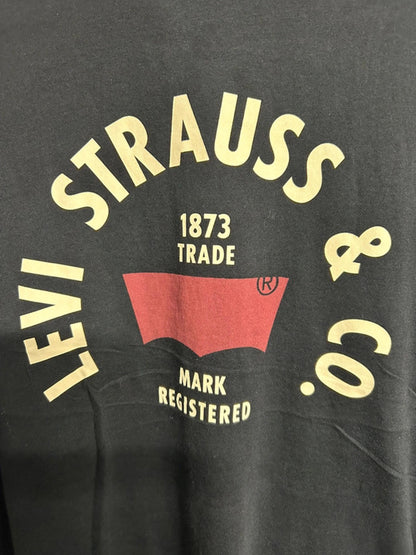 LEVI STRAUSS & CO.
1873
TRADE
®
MARK
REGISTERED